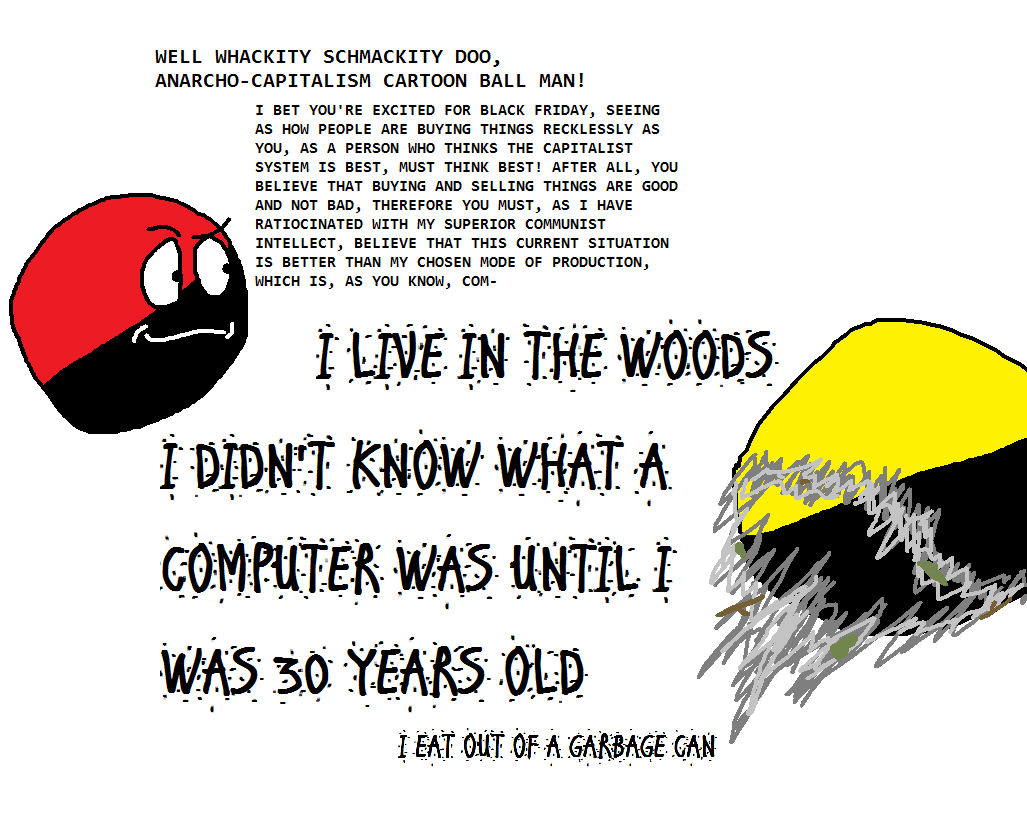 WELL WHACKITY SCHMACKITY DOO,
ANARCHO-CAPITALISM CARTOON BALL MAN!
I BET YOU'RE EXCITED FOR BLACK FRIDAY, SEEING
AS HOW PEOPLE ARE BUYING THINGS RECKLESSLY AS
YOU, AS A PERSON WHO THINKS THE CAPITALIST
SYSTEM IS BEST, MUST THINK BEST! AFTER ALL, YOU
BELIEVE THAT BUYING AND SELLING THINGS ARE GOOD
AND NOT BAD, THEREFORE YOU MUST, AS I HAVE
RATIOCINATED WITH MY SUPERIOR COMMUNIST
INTELLECT, BELIEVE THAT THIS CURRENT SITUATION
IS BETTER THAN MY CHOSEN MODE OF PRODUCTION,
WHICH IS, AS YOU KNOW, COM-
I LIVE IN THE WOODS
I DIDN'T KNOW WHAT A
COMPUTER WAS UNTIL I
WAS 30 YEARS OLD
I EAT OUT OF A GARBAGE CAN